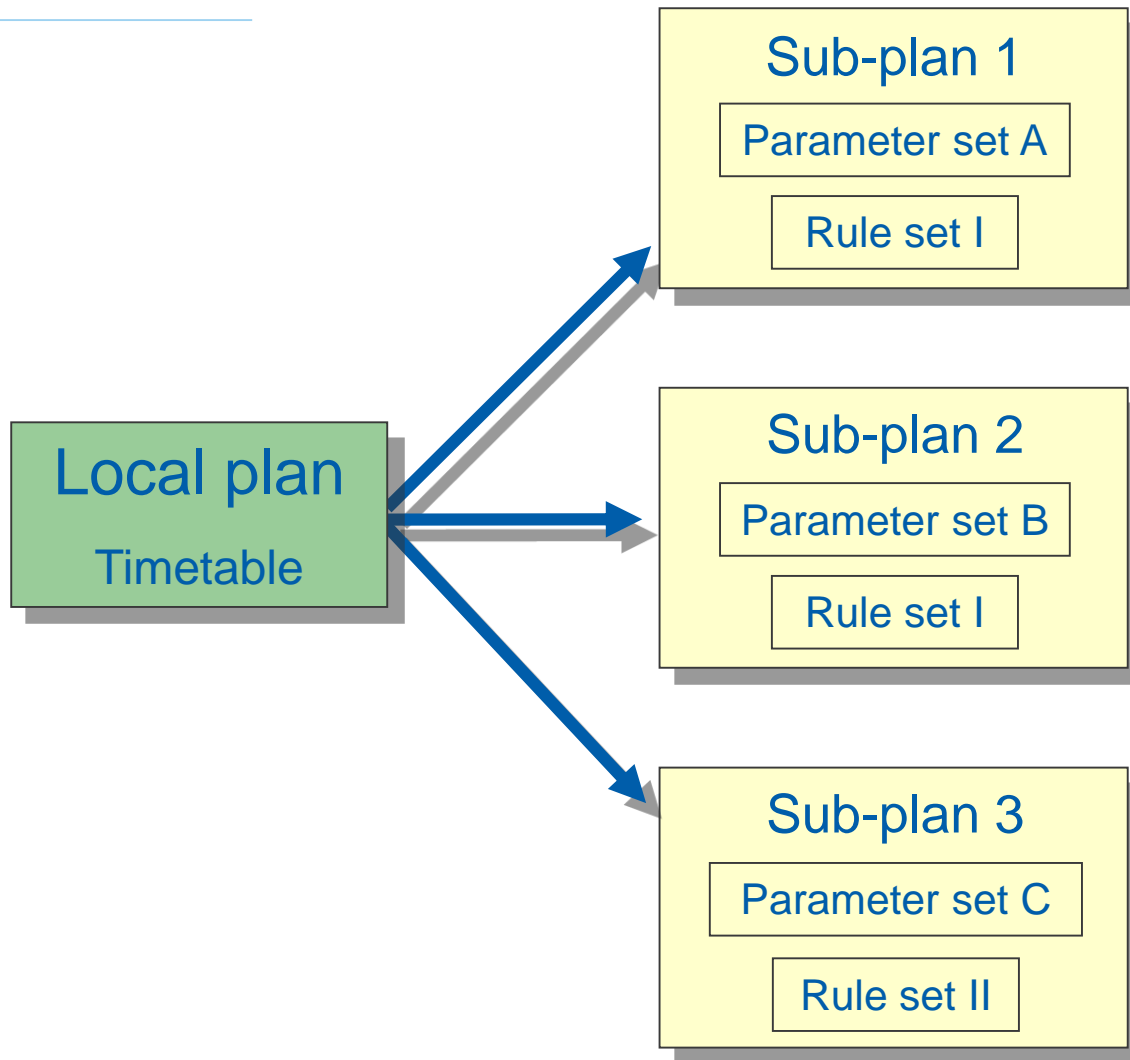 Sub-plan 1
Parameter set A
Rule set I
Local plan
Timetable
Sub-plan 2
Parameter set B
Rule set I
Sub-plan 3
Parameter set C
Rule set II